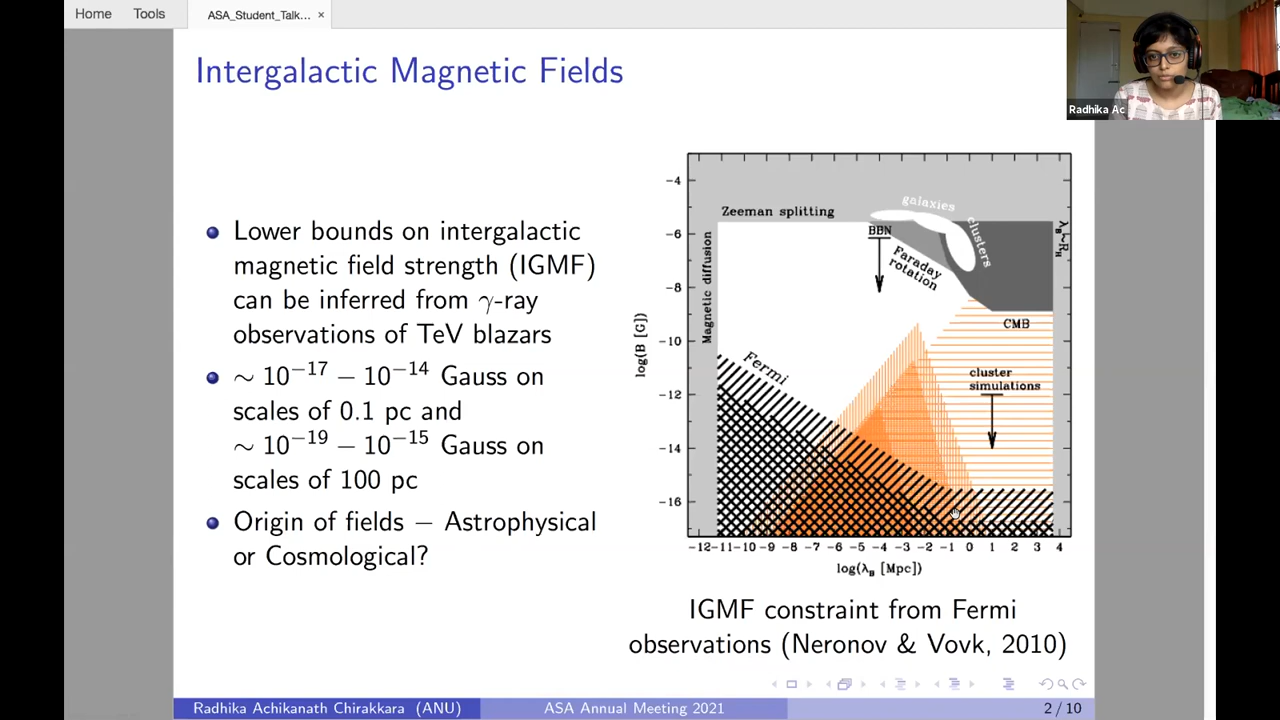 Home Tools ASA_Student_Talk... ×
Radhika Ac
Intergalactic Magnetic Fields
Lower bounds on intergalactic
magnetic field strength (IGMF)
can be inferred from γ-ray
observations of TeV blazars
∼ 10⁻¹⁷ − 10⁻¹⁴ Gauss on
scales of 0.1 pc and
∼ 10⁻¹⁹ − 10⁻¹⁵ Gauss on
scales of 100 pc
Origin of fields − Astrophysical
or Cosmological?
log(B [G])
-4
-6
-8
-10
-12
-14
-16
Magnetic diffusion
Zeeman splitting
galaxies
clusters
BBN
Faraday
rotation
λB~RH
CMB
Fermi
cluster
simulations
-12 -11 -10 -9 -8 -7 -6 -5 -4 -3 -2 -1 0 1 2 3 4
log(λB [Mpc])
IGMF constraint from Fermi
observations (Neronov & Vovk, 2010)
Radhika Achikanath Chirakkara (ANU) ASA Annual Meeting 2021 2 / 10